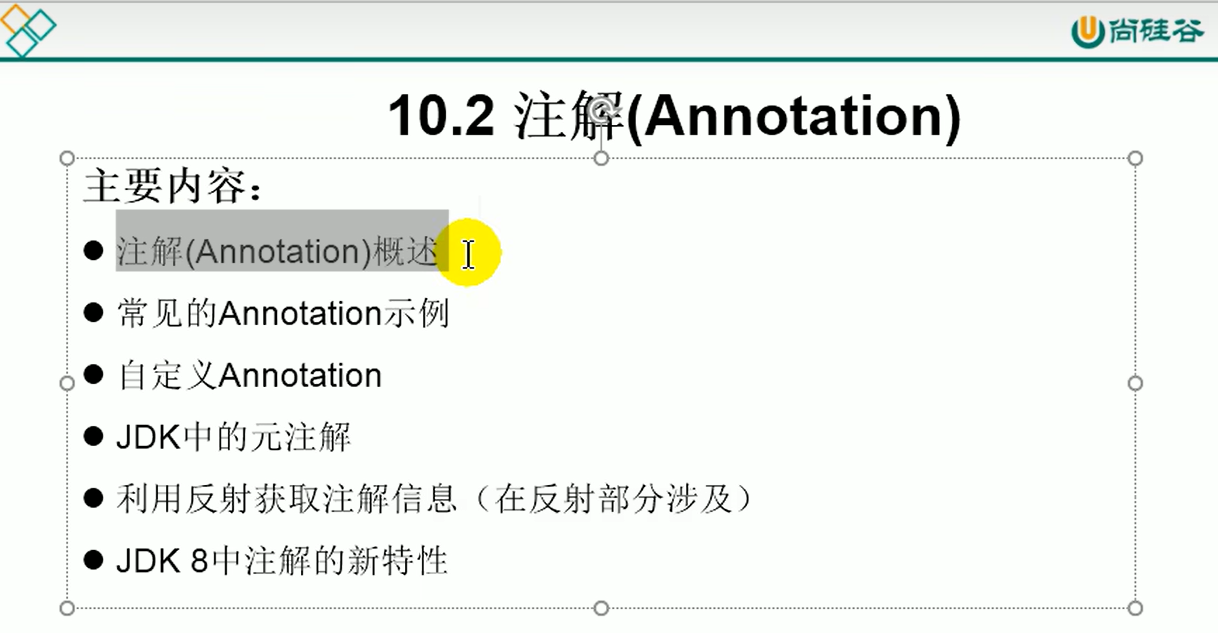 尚硅谷
10.2 注解(Annotation)
主要内容：
● 注解(Annotation)概述
● 常见的Annotation示例
● 自定义Annotation
● JDK中的元注解
● 利用反射获取注解信息（在反射部分涉及）
● JDK 8中注解的新特性